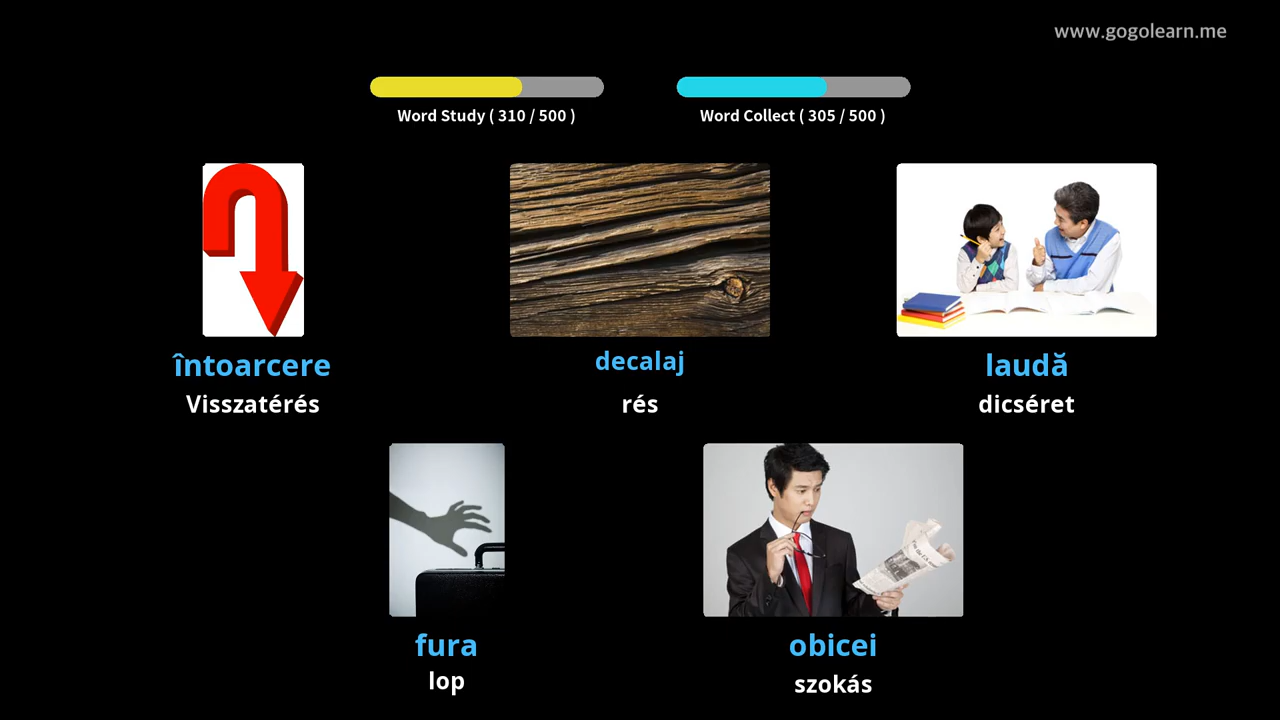 www.gogolearn.me
Word Study ( 310 / 500 )
Word Collect ( 305 / 500 )
întoarcere
Visszatérés
decalaj
rés
laudă
dicséret
fura
lop
obicei
szokás